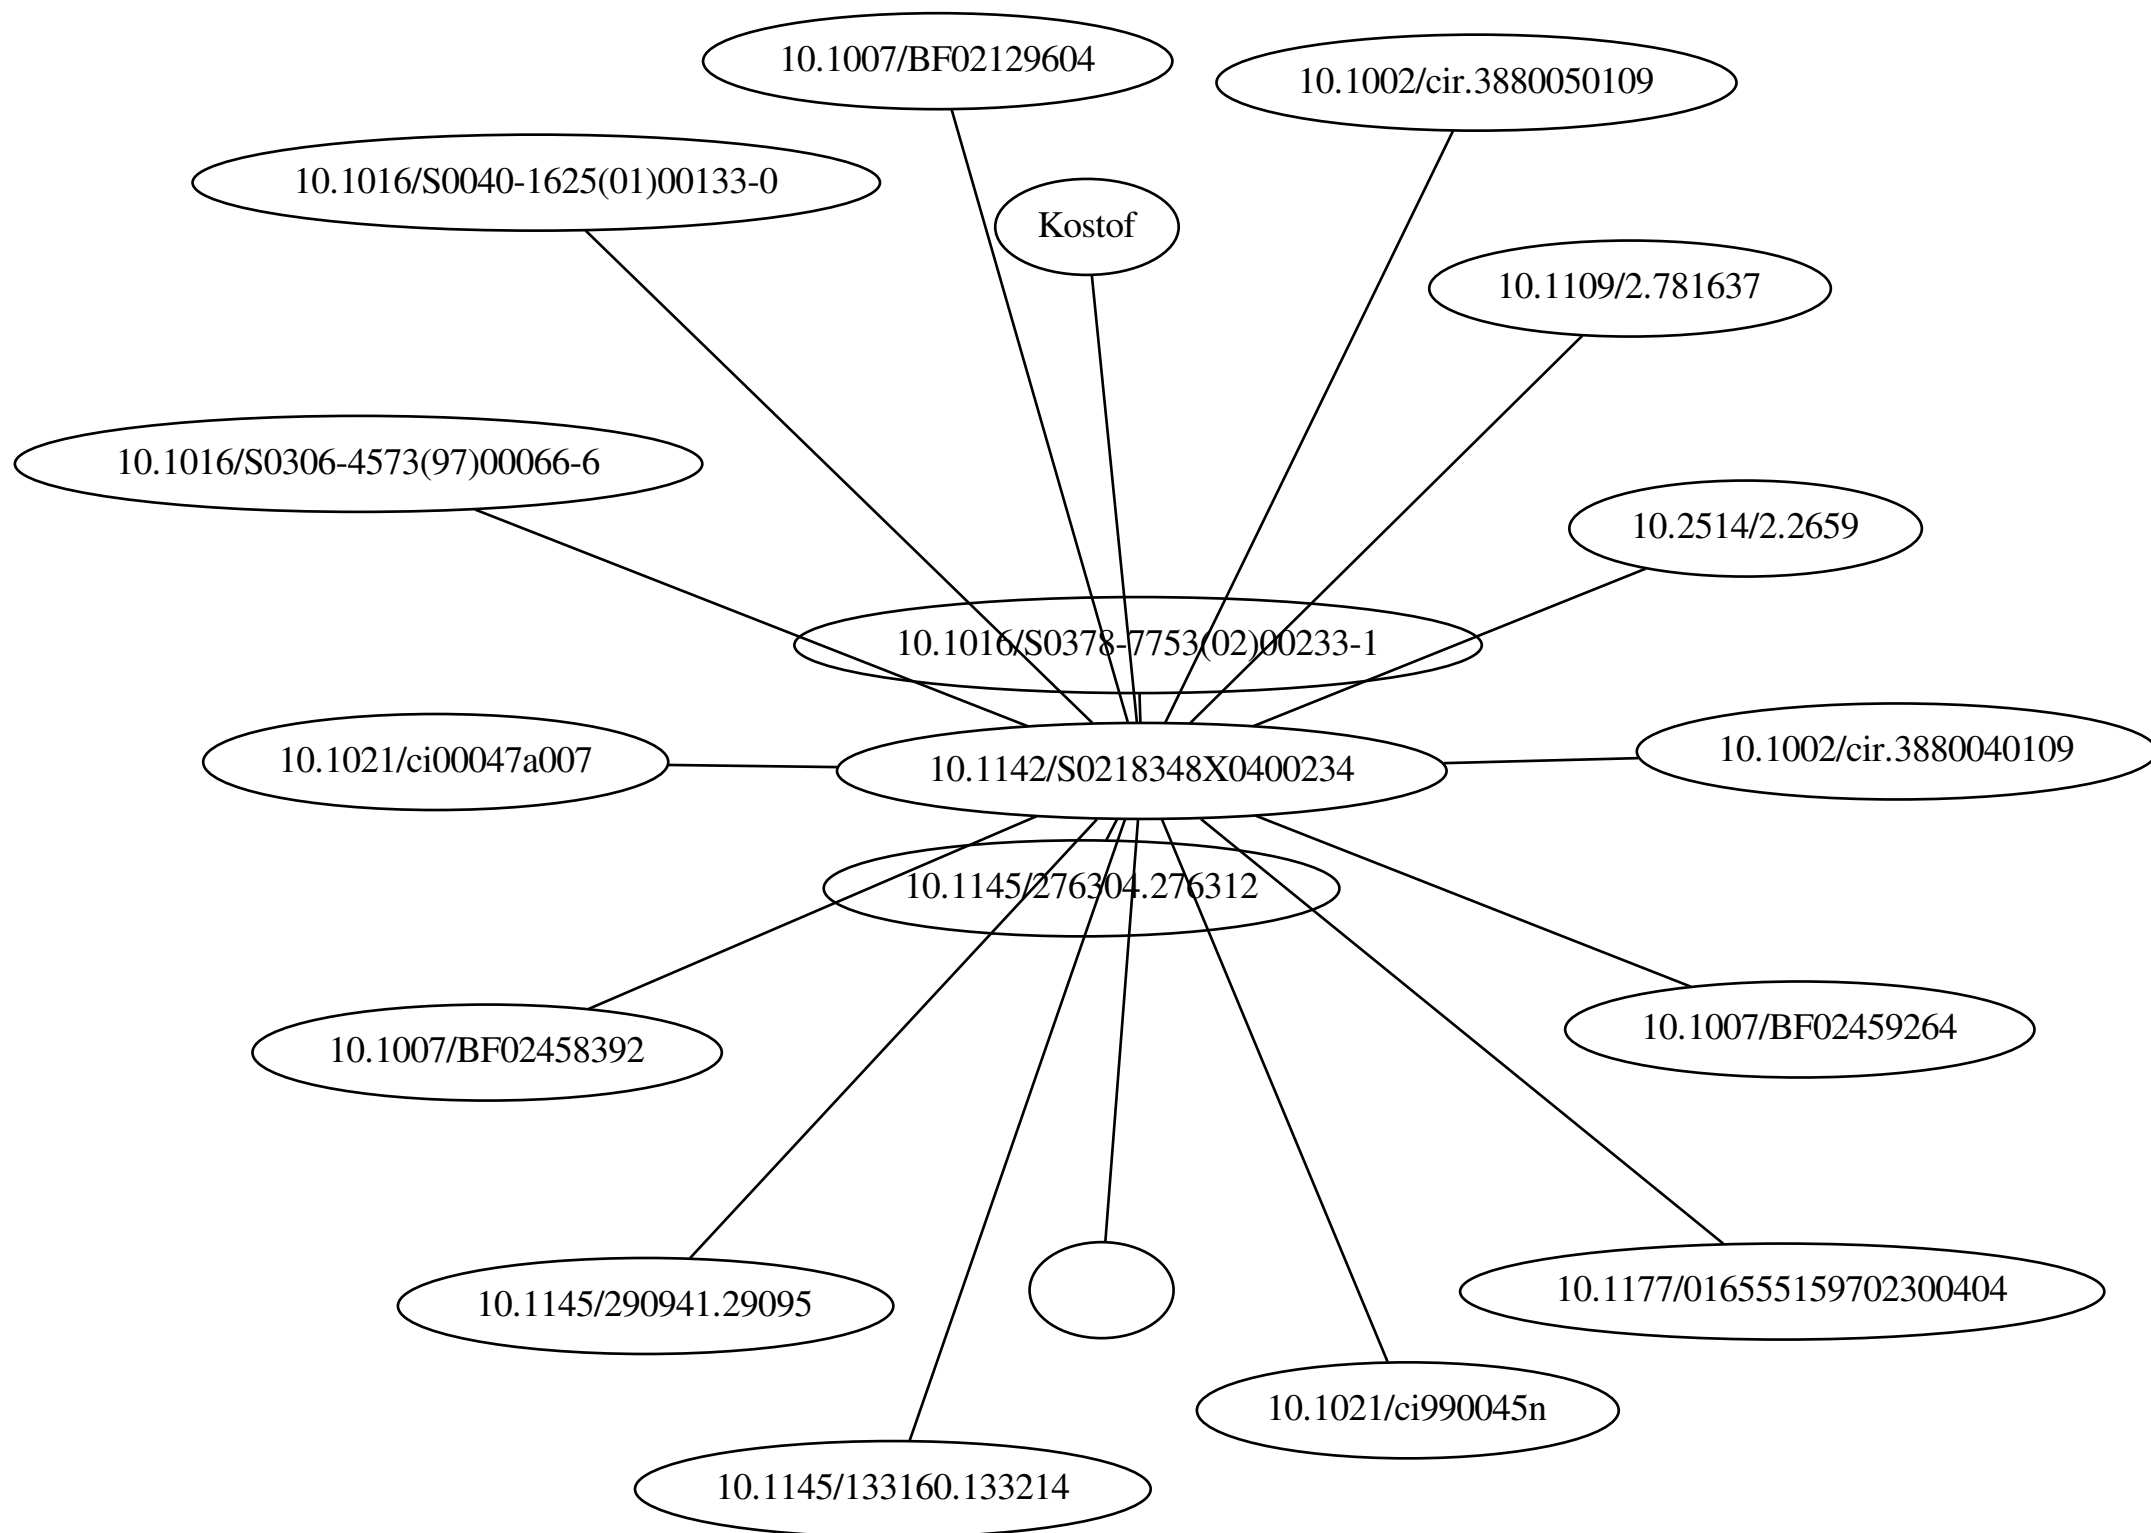 10.1007/BF02129604
10.1002/cir.3880050109
10.1016/S0040-1625(01)00133-0
Kostof
10.1109/2.781637
10.1016/S0306-4573(97)00066-6
10.2514/2.2659
10.1016/S0378-7753(02)00233-1
10.1002/cir.3880040109
10.1021/ci00047a007
10.1142/S0218348X0400234
10.1145/276304.276312
10.1007/BF02459264
10.1007/BF02458392
10.1177/016555159702300404
10.1145/290941.29095
10.1021/ci990045n
10.1145/133160.133214